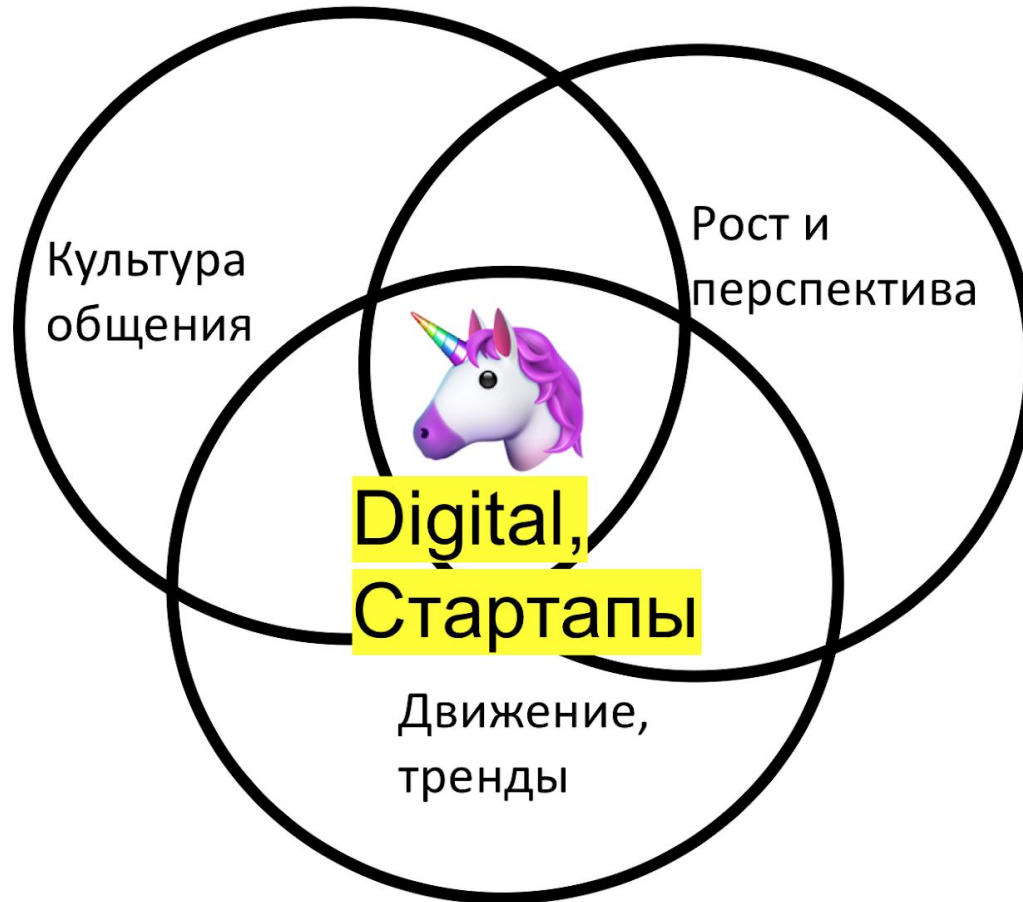 Культура
общения
Рост и
перспектива
Digital,
Стартапы
Движение,
тренды